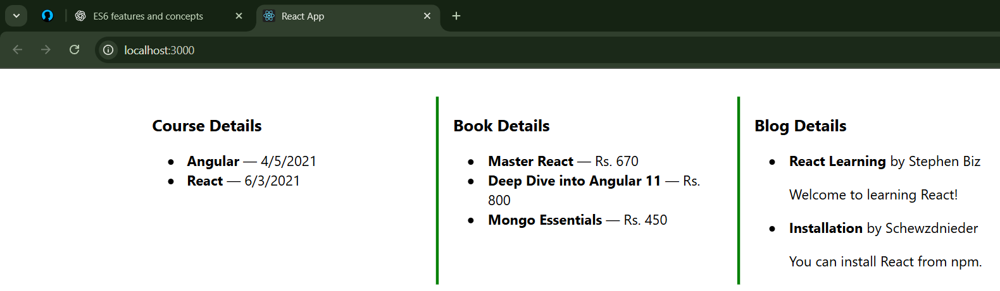 ES6 features and concepts
React App
localhost:3000
Course Details
● Angular — 4/5/2021
● React — 6/3/2021
Book Details
● Master React — Rs. 670
● Deep Dive into Angular 11 — Rs.
800
● Mongo Essentials — Rs. 450
Blog Details
● React Learning by Stephen Biz
Welcome to learning React!
● Installation by Schewzdnieder
You can install React from npm.